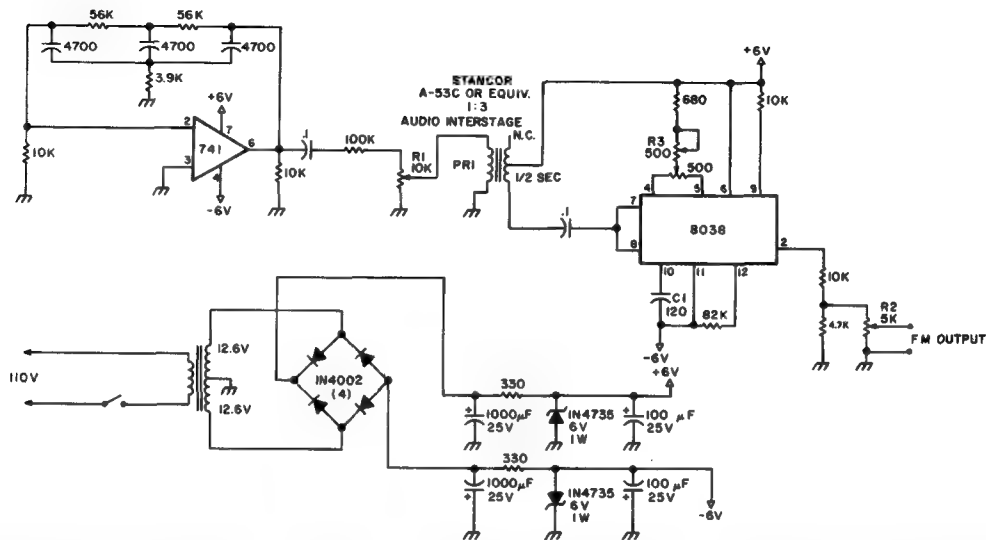 56K
56K
4700
4700
4700
3.9K
+6V
2
7
741
6
3
4
-6V
10K
10K
.1
100K
R1
10K
STANCOR
A-53C OR EQUIV.
1:3
AUDIO INTERSTAGE
PRI
N.C.
1/2 SEC
.1
+6V
680
10K
R3
500
500
4
5
6
9
7
8
8038
2
10
11
12
C1
120
82K
-6V
10K
4.7K
R2
5K
FM OUTPUT
110V
12.6V
12.6V
1N4002
(4)
330
+6V
+
1000µF
25V
1N4735
6V
1W
+
100 µF
25V
330
1000µF
+ 25V
1N4735
6V
1W
100 µF
+ 25V
-6V